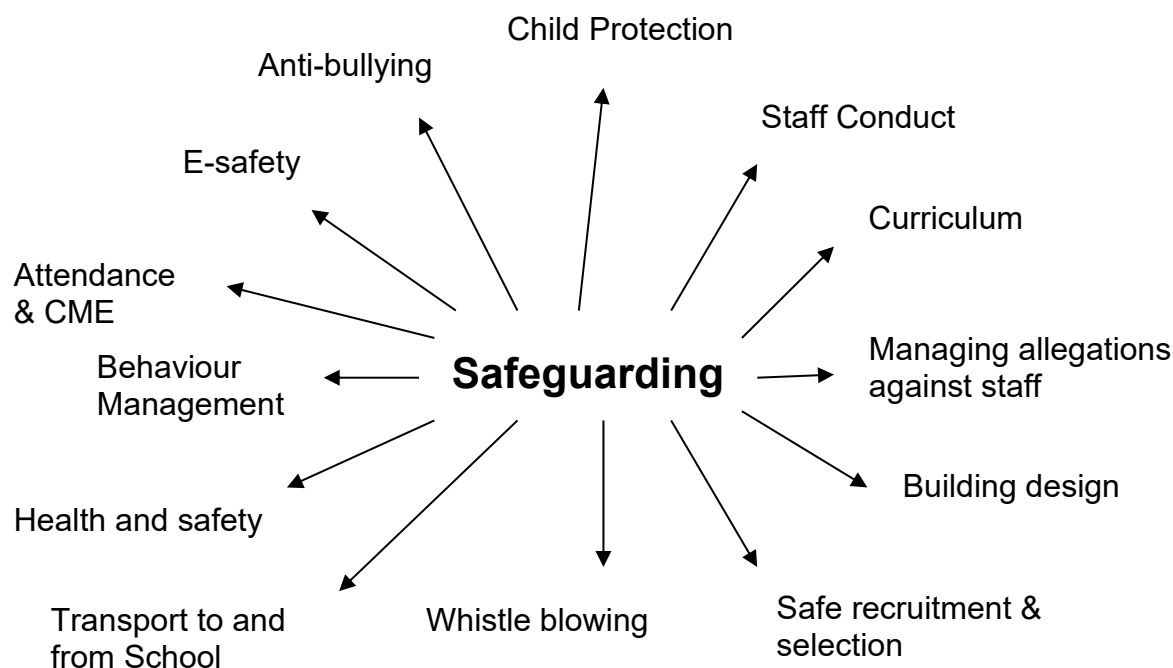 Child Protection
Anti-bullying
Staff Conduct
E-safety
Curriculum
Attendance
& CME
Managing allegations
against staff
Behaviour
Management
Safeguarding
Building design
Health and safety
Transport to and
from School
Whistle blowing
Safe recruitment &
selection